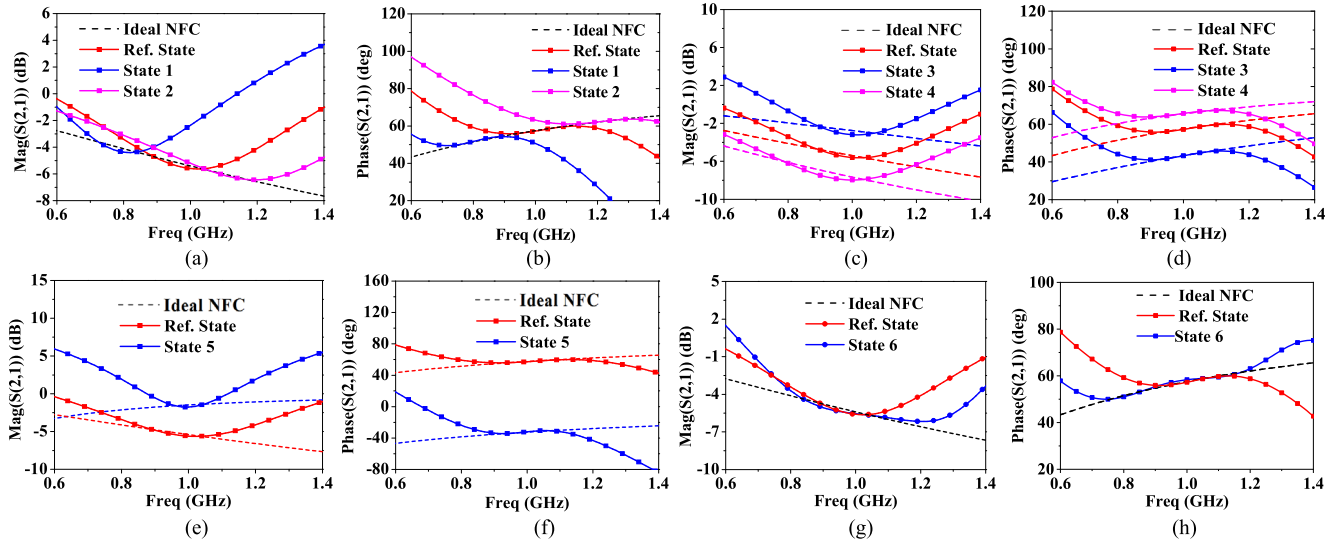 Mag(S(2,1)) (dB)
6
4
2
0
-2
-4
-6
-8
0.6 0.8 1.0 1.2 1.4
Freq (GHz)
Ideal NFC
Ref. State
State 1
State 2
(a)
Phase(S(2,1)) (deg)
120
100
80
60
40
20
0.6 0.8 1.0 1.2 1.4
Freq (GHz)
Ideal NFC
Ref. State
State 1
State 2
(b)
Mag(S(2,1)) (dB)
10
6
2
-2
-6
-10
0.6 0.8 1.0 1.2 1.4
Freq (GHz)
Ideal NFC
Ref. State
State 3
State 4
(c)
Phase(S(2,1)) (deg)
120
100
80
60
40
20
0.6 0.8 1.0 1.2 1.4
Freq (GHz)
Ideal NFC
Ref. State
State 3
State 4
(d)
Mag(S(2,1)) (dB)
15
10
5
0
-5
-10
0.6 0.8 1.0 1.2 1.4
Freq (GHz)
Ideal NFC
Ref. State
State 5
(e)
Phase(S(2,1)) (deg)
160
120
80
40
0
-40
-80
0.6 0.8 1.0 1.2 1.4
Freq (GHz)
Ideal NFC
Ref. State
State 5
(f)
Mag(S(2,1)) (dB)
5
2
-1
-4
-7
-10
0.6 0.8 1.0 1.2 1.4
Freq (GHz)
Ideal NFC
Ref. State
State 6
(g)
Phase(S(2,1)) (deg)
100
80
60
40
20
0.6 0.8 1.0 1.2 1.4
Freq (GHz)
Ideal NFC
Ref. State
State 6
(h)